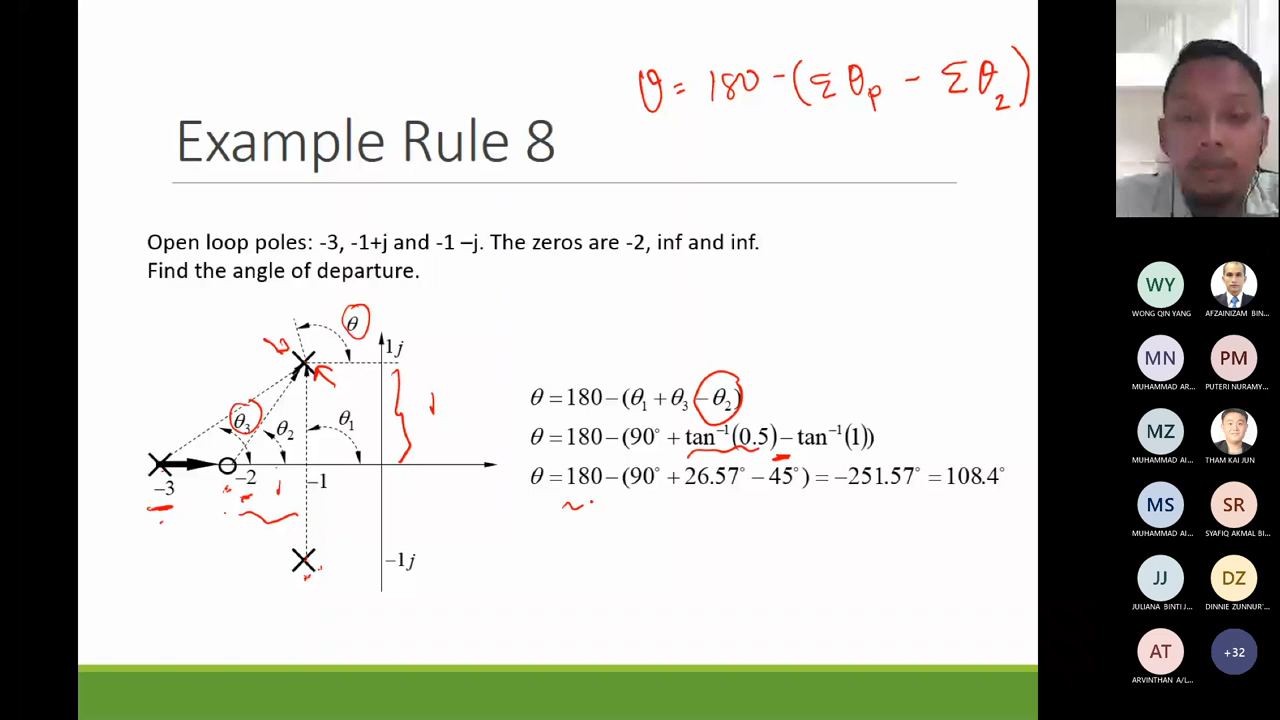 θ = 180 - (Σθp - Σθz)
Example Rule 8
Open loop poles: -3, -1+j and -1 –j. The zeros are -2, inf and inf.
Find the angle of departure.
θ
1j
θ3
θ2
θ1
1
-3
-2
-1
1
-1j
θ = 180 – (θ1 + θ3 – θ2)
θ = 180 – (90° + tan⁻¹(0.5) – tan⁻¹(1))
θ = 180 – (90° + 26.57° – 45°) = –251.57° = 108.4°
WY
WONG QIN YANG
AFZAINIZAM BIN...
MN
MUHAMMAD AR...
PM
PUTERI NURAMY...
MZ
MUHAMMAD MI...
THAM KAI JUN
MS
MUHAMMAD AI...
SR
SYAFIQ AKMAL BI...
JJ
JULIANA BINTI J...
DZ
DINNIE ZUNNUR'...
AT
ARVINTHAN A/L...
+32